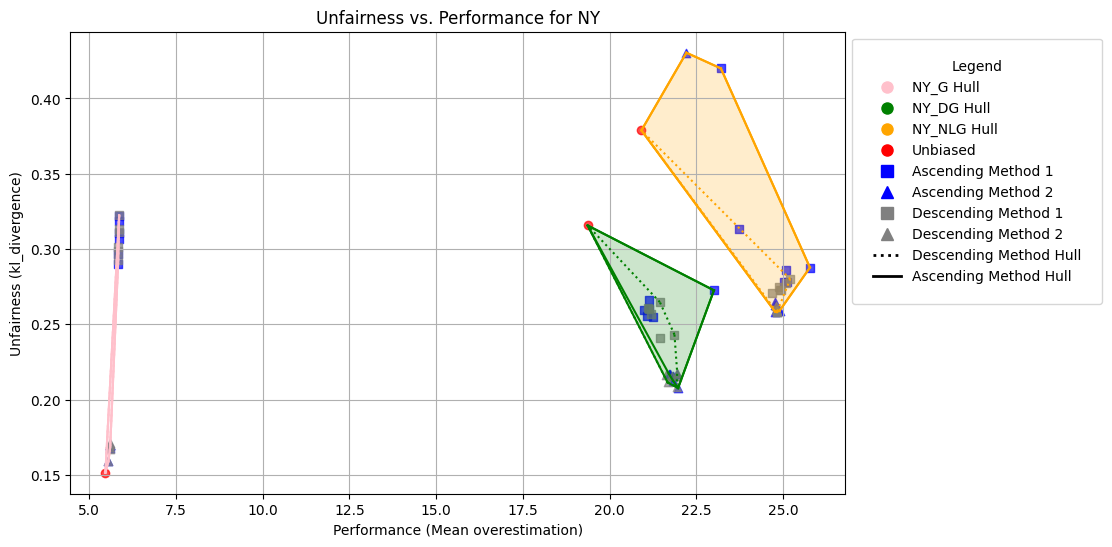 Unfairness vs. Performance for NY
Unfairness (kl_divergence)
0.40
0.35
0.30
0.25
0.20
0.15
5.0 7.5 10.0 12.5 15.0 17.5 20.0 22.5 25.0
Performance (Mean overestimation)
Legend
NY_G Hull
NY_DG Hull
NY_NLG Hull
Unbiased
Ascending Method 1
Ascending Method 2
Descending Method 1
Descending Method 2
Descending Method Hull
Ascending Method Hull